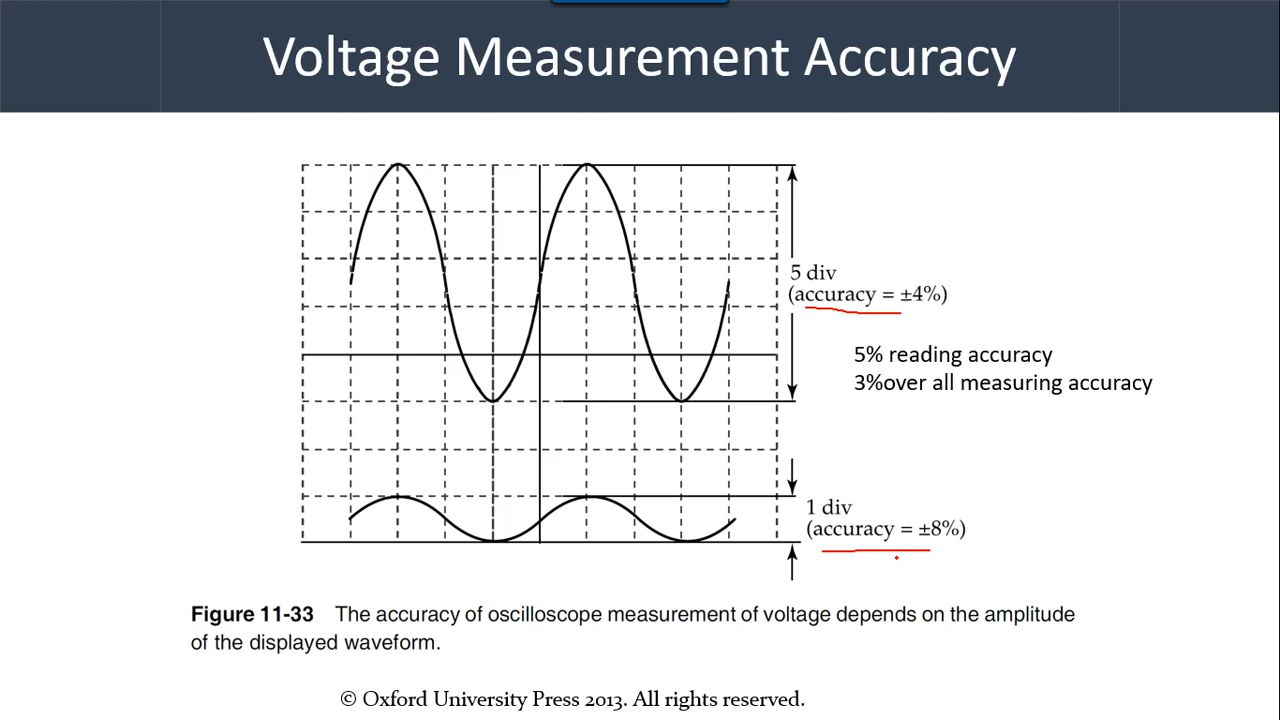 Voltage Measurement Accuracy
5 div
(accuracy = ±4%)
5% reading accuracy
3%over all measuring accuracy
1 div
(accuracy = ±8%)
Figure 11-33 The accuracy of oscilloscope measurement of voltage depends on the amplitude
of the displayed waveform.
© Oxford University Press 2013. All rights reserved.